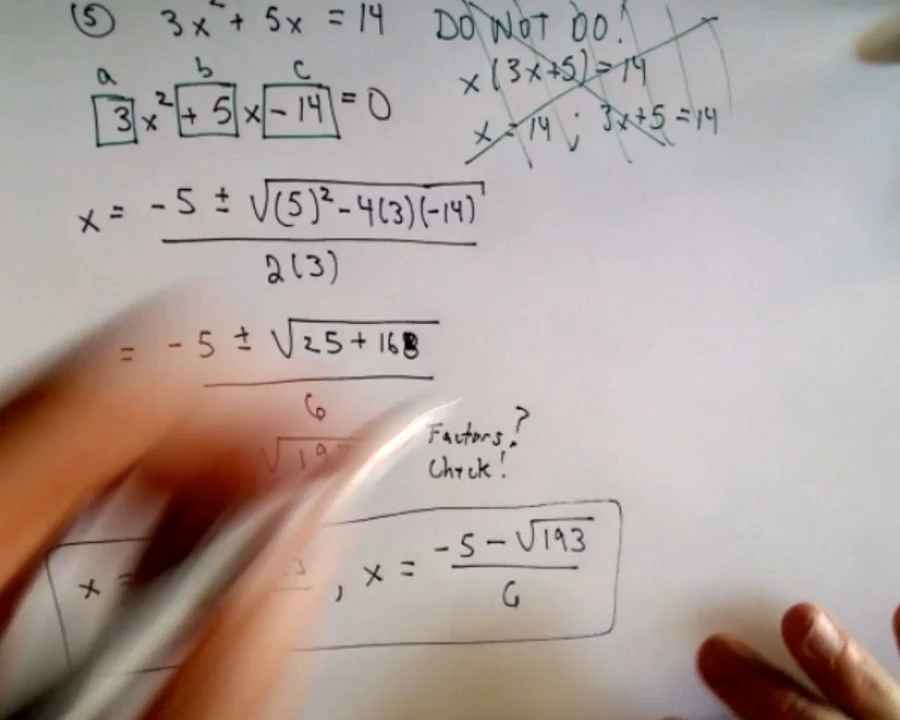 ⑤ 3x² + 5x = 14
DO NOT DO!
x (3x+5) = 14
x = 14 ; 3x+5 = 14
a b c
3 x² + 5 x - 14 = 0
x = -5 ± √(5)² - 4(3)(-14)
2(3)
= -5 ± √25 + 168
6
Factors?
Check!
x =
, x = -5 - √193
6